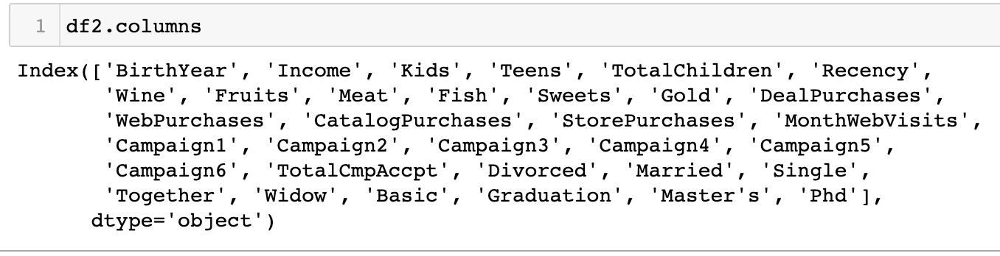 1 df2.columns
Index(['BirthYear', 'Income', 'Kids', 'Teens', 'TotalChildren', 'Recency',
'Wine', 'Fruits', 'Meat', 'Fish', 'Sweets', 'Gold', 'DealPurchases',
'WebPurchases', 'CatalogPurchases', 'StorePurchases', 'MonthWebVisits',
'Campaign1', 'Campaign2', 'Campaign3', 'Campaign4', 'Campaign5',
'Campaign6', 'TotalCmpAccpt', 'Divorced', 'Married', 'Single',
'Together', 'Widow', 'Basic', 'Graduation', 'Master's', 'Phd'],
dtype='object')